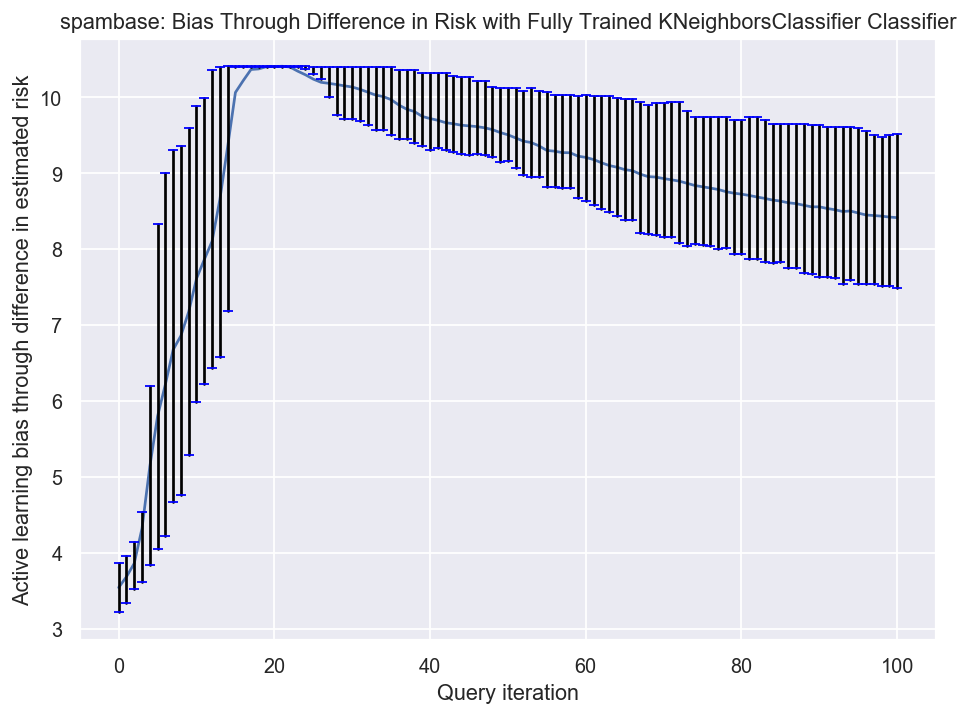 spambase: Bias Through Difference in Risk with Fully Trained KNeighborsClassifier Classifier
Active learning bias through difference in estimated risk
10
9
8
7
6
5
4
3
0 20 40 60 80 100
Query iteration